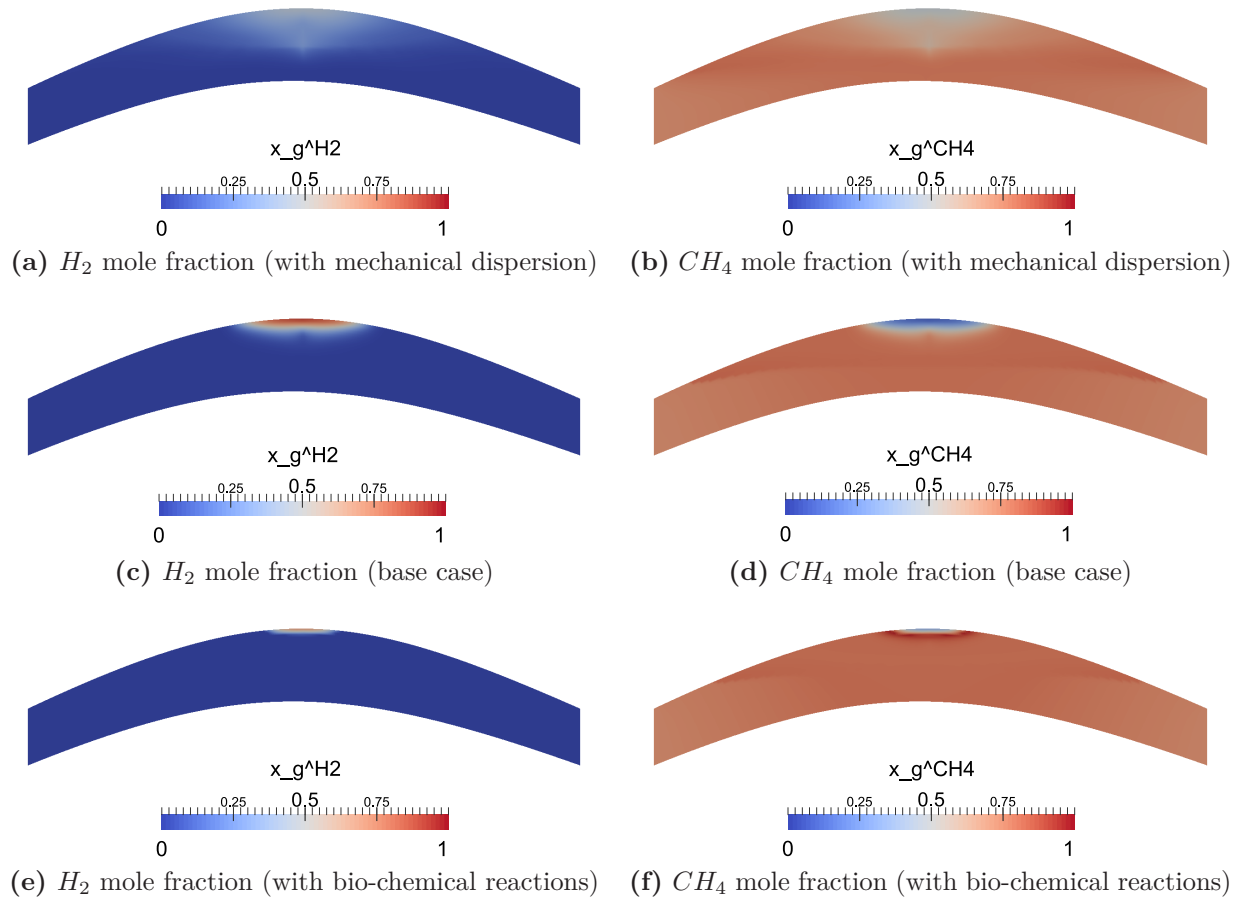 x_g^H2
0.25 0.5 0.75
0 1
(a) H2 mole fraction (with mechanical dispersion)
x_g^CH4
0.25 0.5 0.75
0 1
(b) CH4 mole fraction (with mechanical dispersion)
x_g^H2
0.25 0.5 0.75
0 1
(c) H2 mole fraction (base case)
x_g^CH4
0.25 0.5 0.75
0 1
(d) CH4 mole fraction (base case)
x_g^H2
0.25 0.5 0.75
0 1
(e) H2 mole fraction (with bio-chemical reactions)
x_g^CH4
0.25 0.5 0.75
0 1
(f) CH4 mole fraction (with bio-chemical reactions)